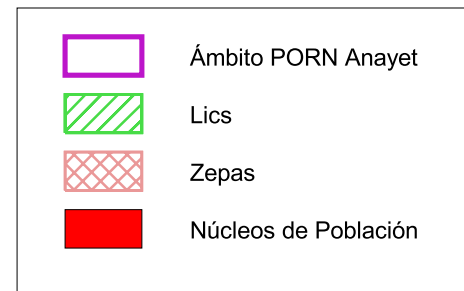 Ámbito PORN Anayet
Lics
Zepas
Núcleos de Población